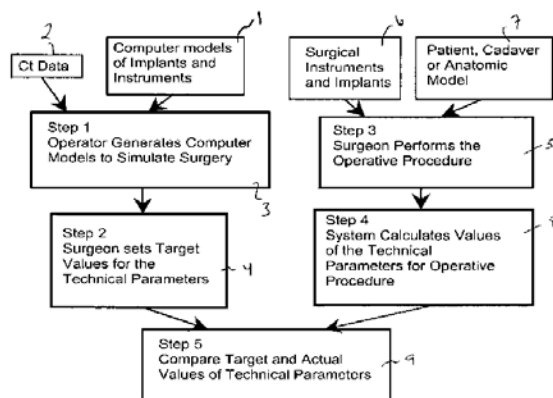 1
2
Ct Data
Computer models
of Implants and
Instruments
6
Surgical
Instruments
and Implants
7
Patient, Cadaver
or Anatomic
Model
Step 1
Operator Generates Computer
Models to Simulate Surgery
2
3
Step 3
Surgeon Performs the
Operative Procedure
5
Step 2
Surgeon sets Target
Values for the
Technical Parameters
4
Step 4
System Calculates Values
of the Technical
Parameters for Operative
Procedure
Step 5
Compare Target and Actual
Values of Technical Parameters
9